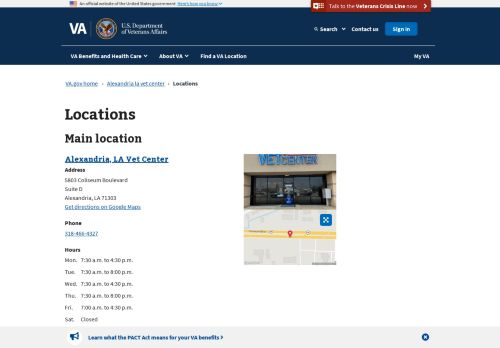 An official website of the United States government Here's how you know
Talk to the Veterans Crisis Line now
VA
U.S. Department
of Veterans Affairs
Search
Contact us
Sign in
VA Benefits and Health Care
About VA
Find a VA Location
My VA
VA.gov home › Alexandria la vet center › Locations
Locations
Main location
Alexandria, LA Vet Center
Address
5803 Coliseum Boulevard
Suite D
Alexandria, LA 71303
Get directions on Google Maps
Phone
318-466-4327
Hours
Mon. 7:30 a.m. to 4:30 p.m.
Tue. 7:30 a.m. to 8:00 p.m.
Wed. 7:30 a.m. to 4:30 p.m.
Thu. 7:30 a.m. to 8:00 p.m.
Fri. 7:00 a.m. to 4:30 p.m.
Sat. Closed
VET CENTER
Learn what the PACT Act means for your VA benefits